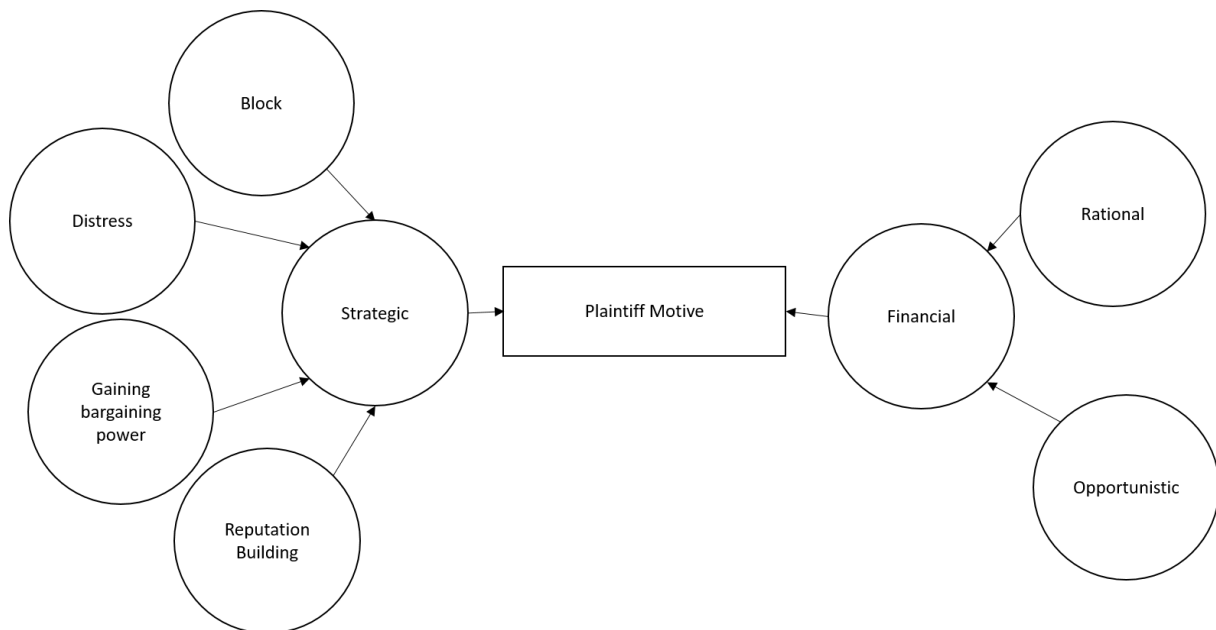 Block
Distress
Strategic
Gaining
bargaining
power
Reputation
Building
Plaintiff Motive
Financial
Rational
Opportunistic